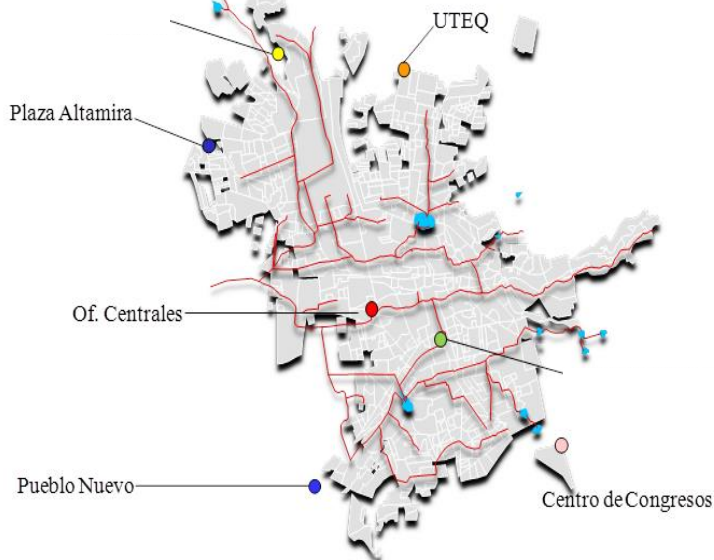 UTEQ
Plaza Altamira
Of. Centrales
Pueblo Nuevo
Centro de Congresos